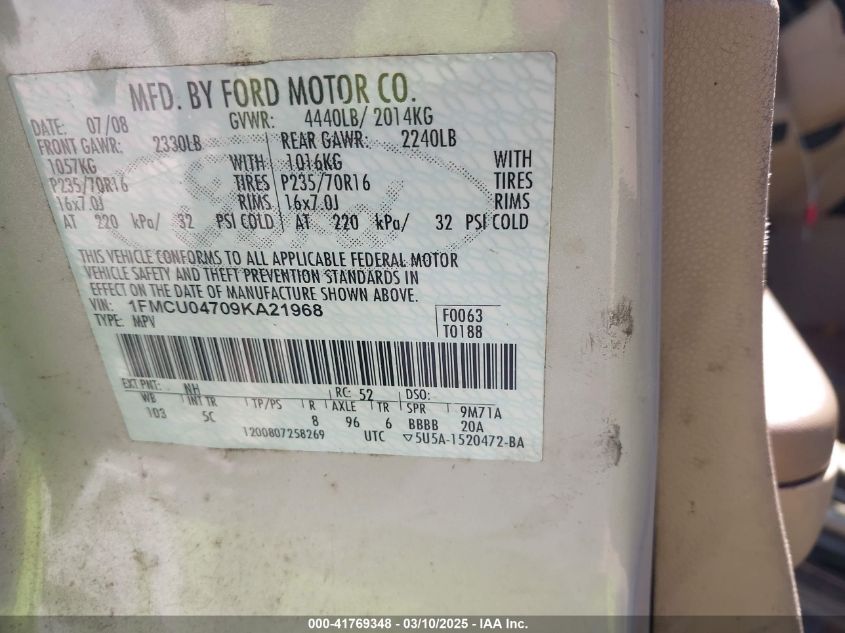 MFD. BY FORD MOTOR CO.
DATE: 07/08 GVWR: 4440LB/ 2014KG
FRONT GAWR: 2330LB REAR GAWR: 2240LB
1057KG WITH 1016KG WITH
P235/70R16 TIRES P235/70R16 TIRES
16x7.0J RIMS 16x7.0J RIMS
AT 220 kPa/ 32 PSI COLD AT 220 kPa/ 32 PSI COLD
THIS VEHICLE CONFORMS TO ALL APPLICABLE FEDERAL MOTOR
VEHICLE SAFETY AND THEFT PREVENTION STANDARDS IN
EFFECT ON THE DATE OF MANUFACTURE SHOWN ABOVE.
VIN: 1FMCU04709KA21968 F0063
TYPE: MPV T0188
EXT PNT: NH RC: 52 DSO:
WB INT TR TP/PS R AXLE TR SPR 9M71A
103 5C 8 96 6 BBBB 20A
1200807258269 UTC ▽5U5A-1520472-BA
000-41769348 - 03/10/2025 - IAA Inc.